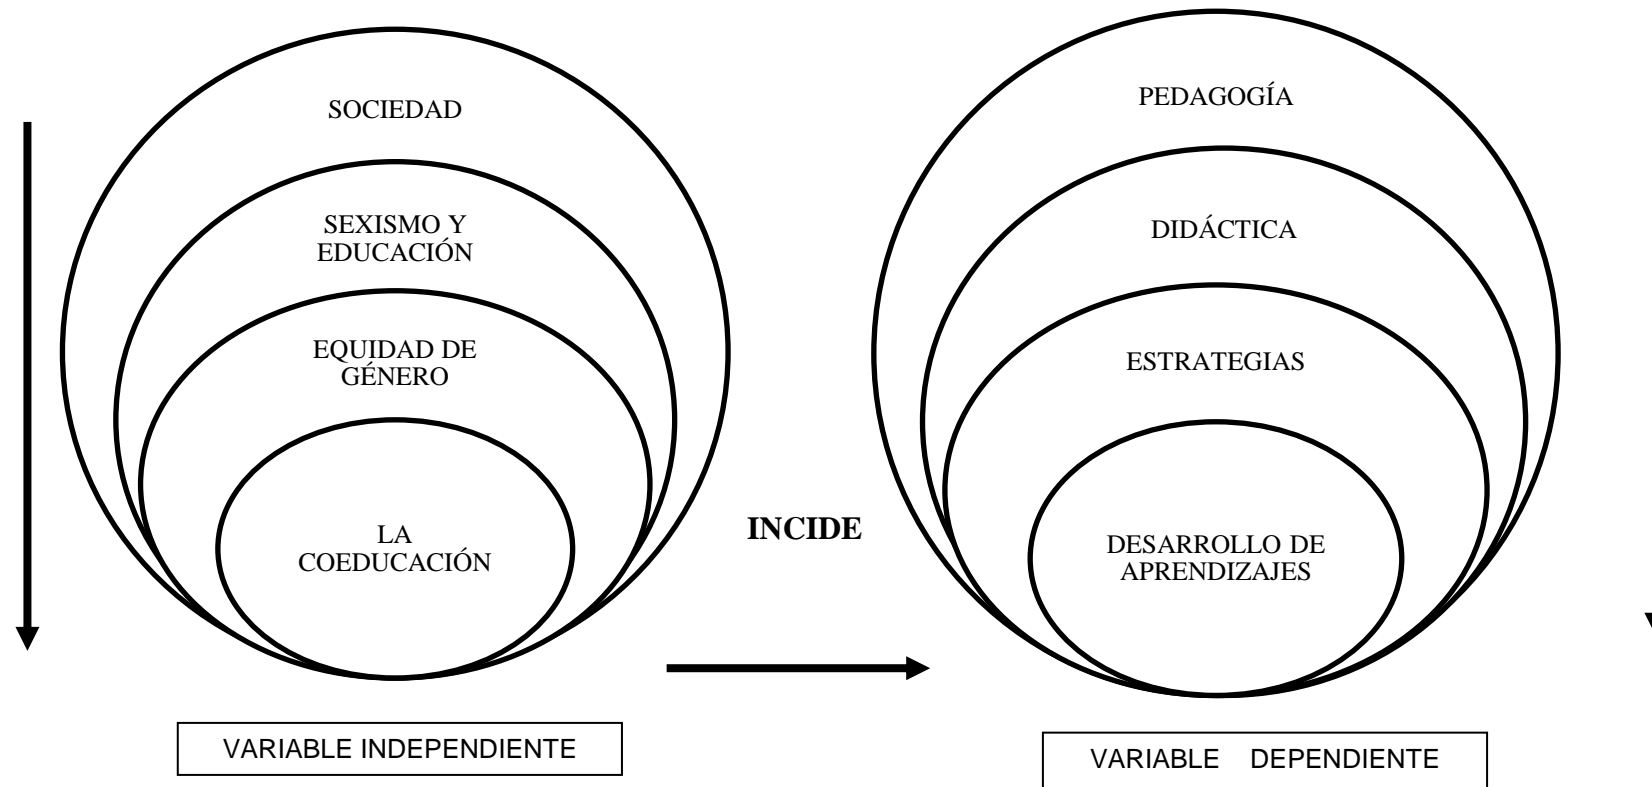 SOCIEDAD
SEXISMO Y
EDUCACIÓN
EQUIDAD DE
GÉNERO
LA
COEDUCACIÓN
INCIDE
PEDAGOGÍA
DIDÁCTICA
ESTRATEGIAS
DESARROLLO DE
APRENDIZAJES
VARIABLE INDEPENDIENTE
VARIABLE DEPENDIENTE